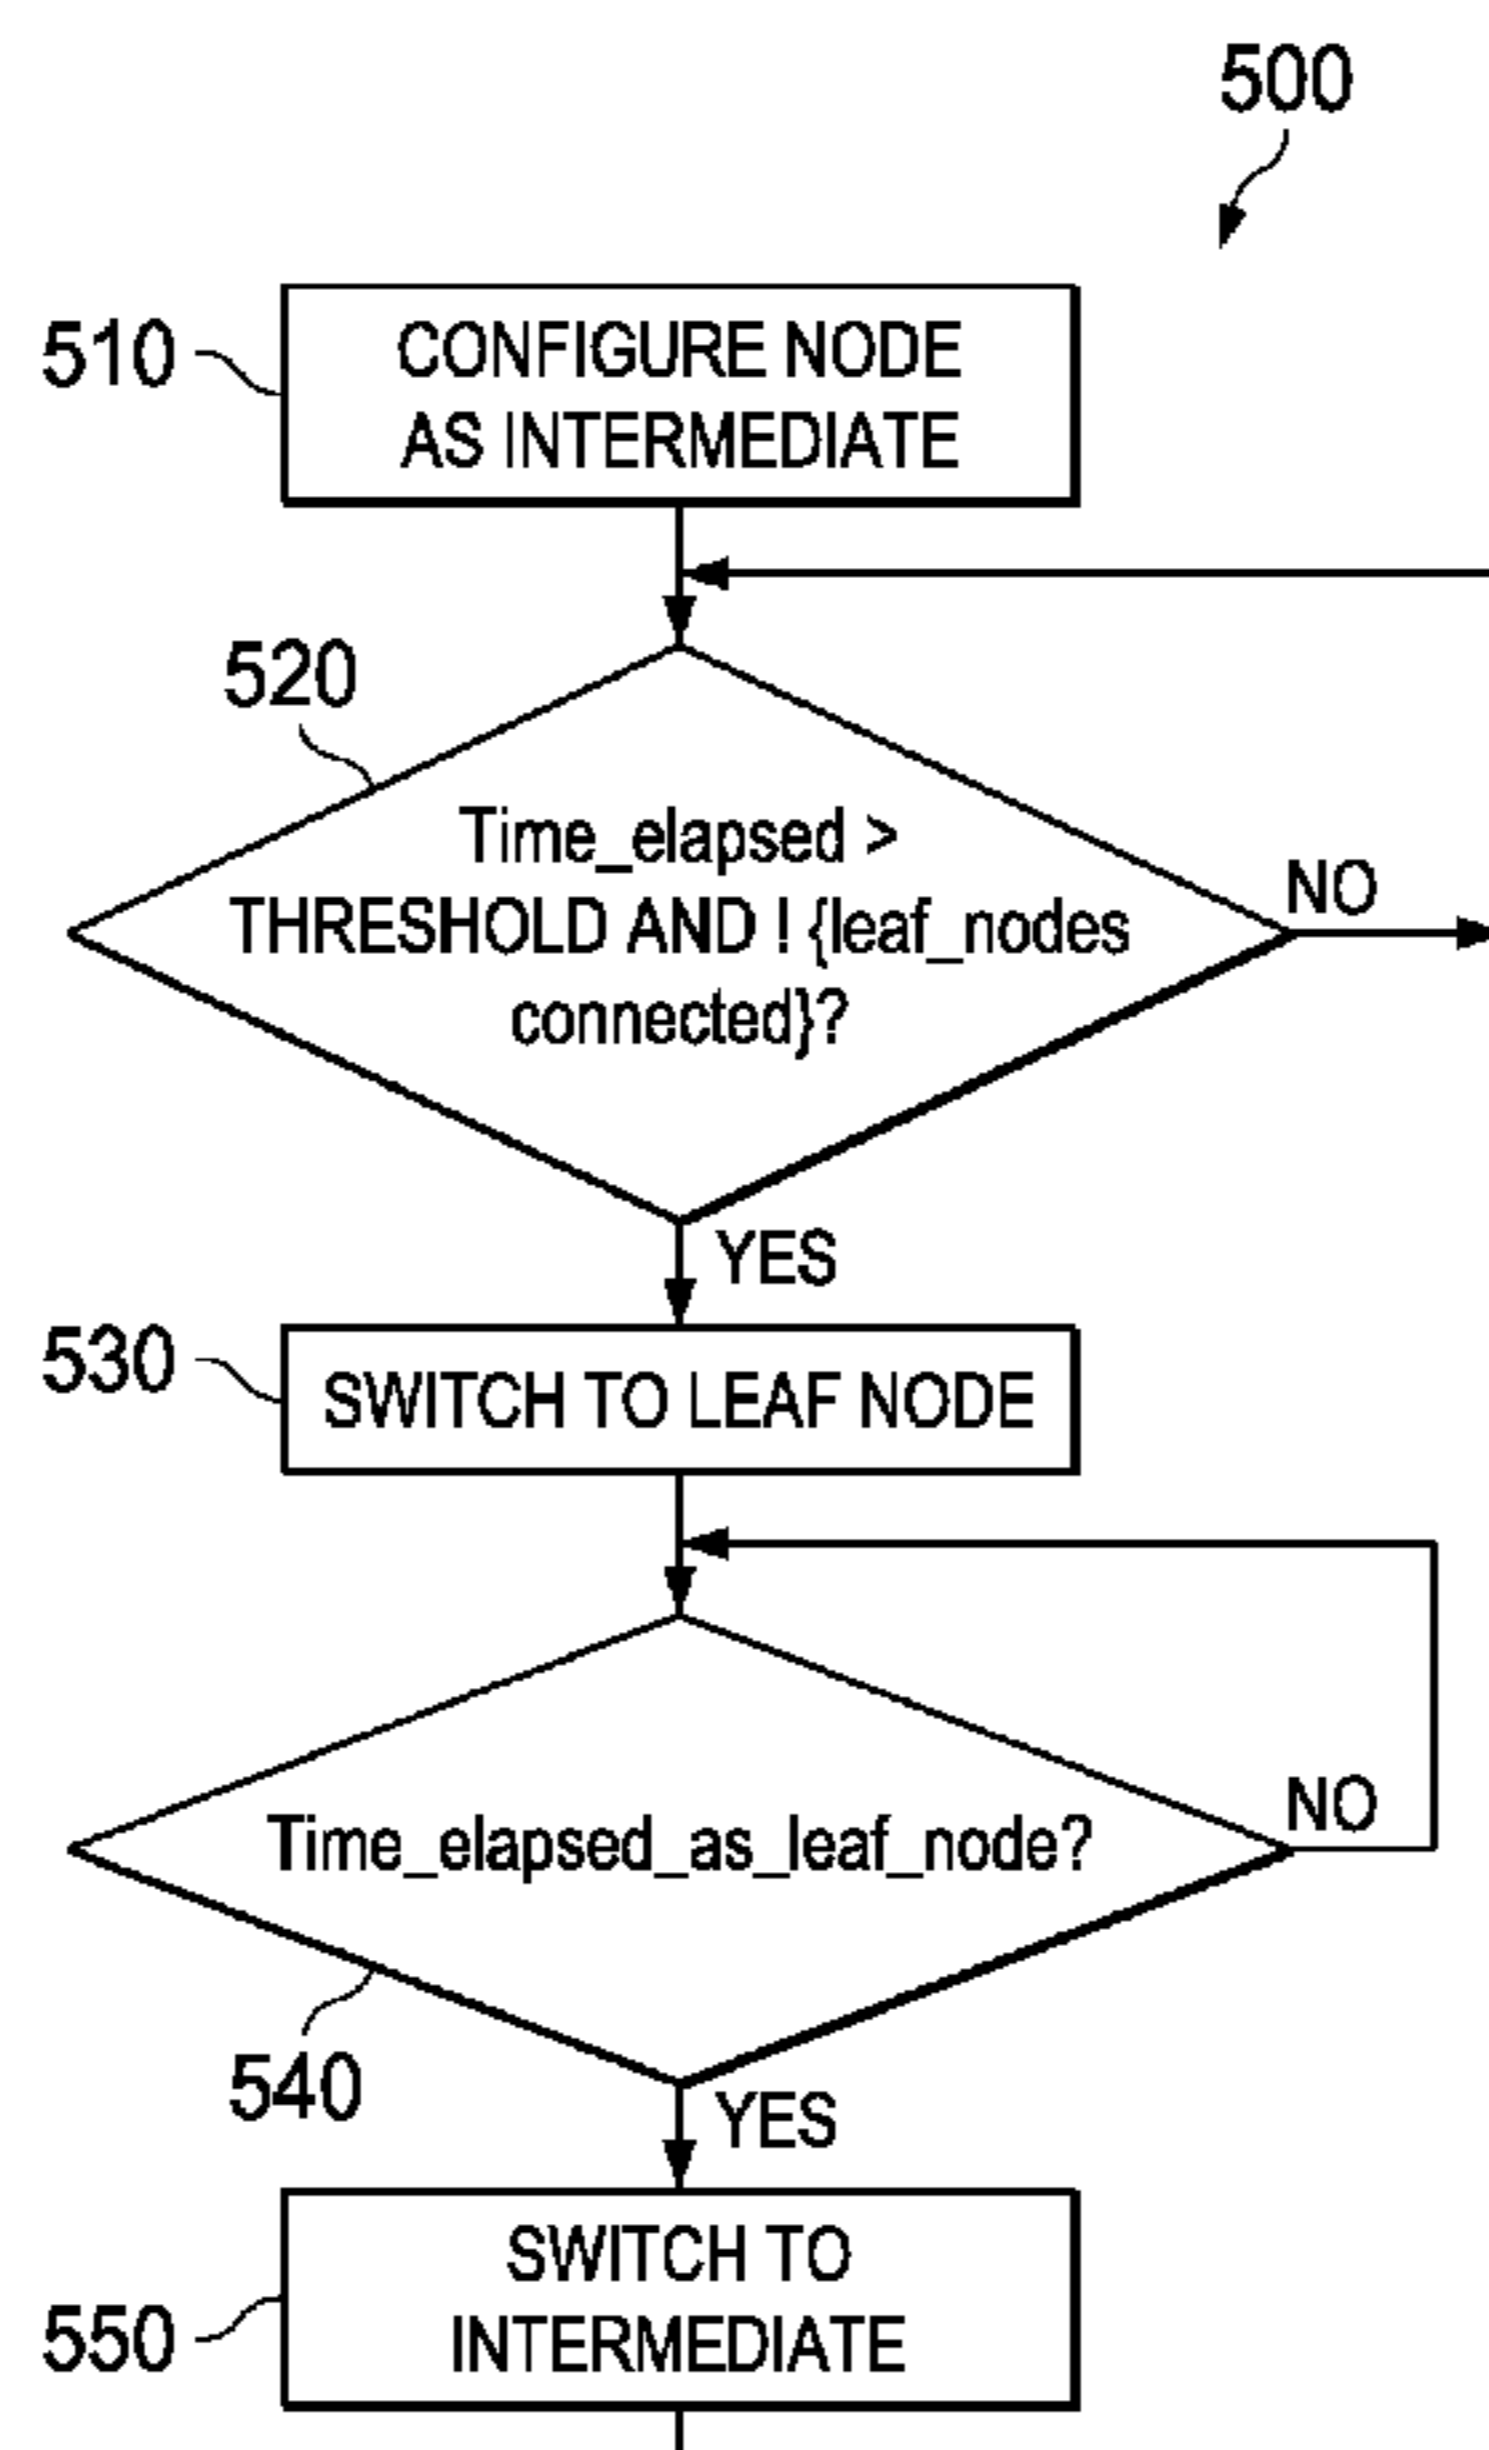 500
510
CONFIGURE NODE
AS INTERMEDIATE
520
Time_elapsed >
THRESHOLD AND ! {leaf_nodes
connected}?
NO
YES
530
SWITCH TO LEAF NODE
Time_elapsed_as_leaf_node?
NO
540
YES
550
SWITCH TO
INTERMEDIATE